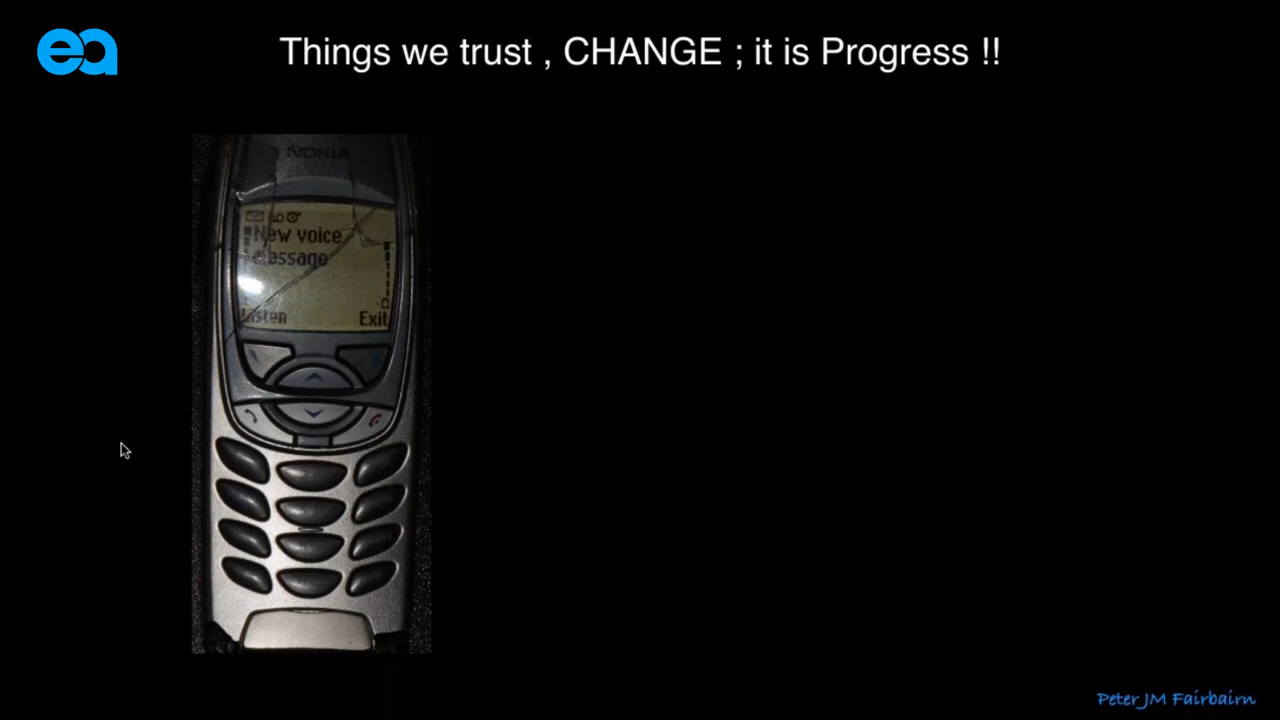 ea
Things we trust , CHANGE ; it is Progress !!
NOKIA
New voice
message
Listen
Exit
Peter JM Fairbairn